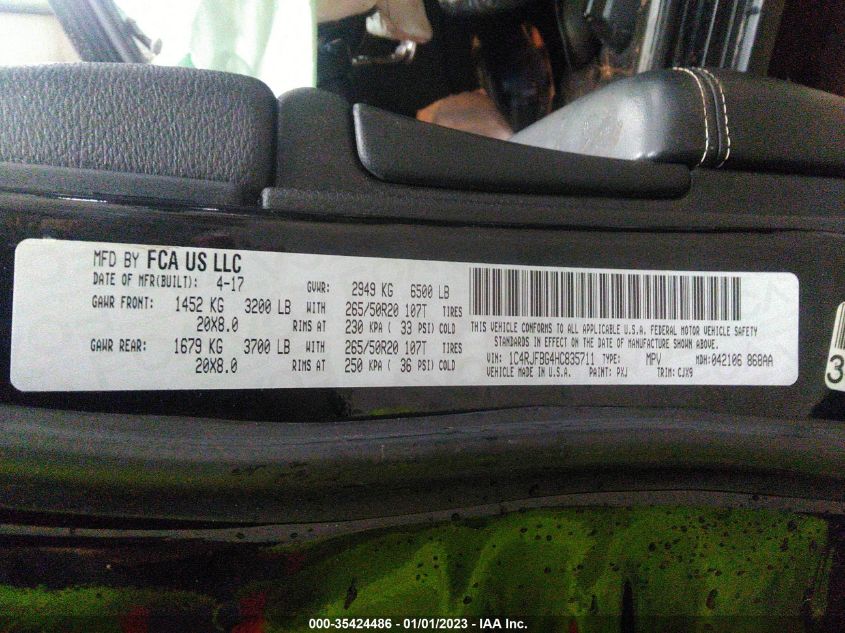 MFD BY FCA US LLC
DATE OF MFR(BUILT): 4-17 GVWR: 2949 KG 6500 LB
GAWR FRONT: 1452 KG 3200 LB WITH 265/50R20 107T TIRES
20X8.0 RIMS AT 230 KPA ( 33 PSI) COLD
GAWR REAR: 1679 KG 3700 LB WITH 265/50R20 107T TIRES
20X8.0 RIMS AT 250 KPA ( 36 PSI) COLD
THIS VEHICLE CONFORMS TO ALL APPLICABLE U.S.A. FEDERAL MOTOR VEHICLE SAFETY
STANDARDS IN EFFECT ON THE DATE OF MANUFACTURE SHOWN ABOVE.
VIN: 1C4RJFBG4HC835711 TYPE: MPV MDH: 042106 868AA
VEHICLE MADE IN U.S.A. PAINT: PXJ TRIM: CJX9
3
000-35424486 - 01/01/2023 - IAA Inc.